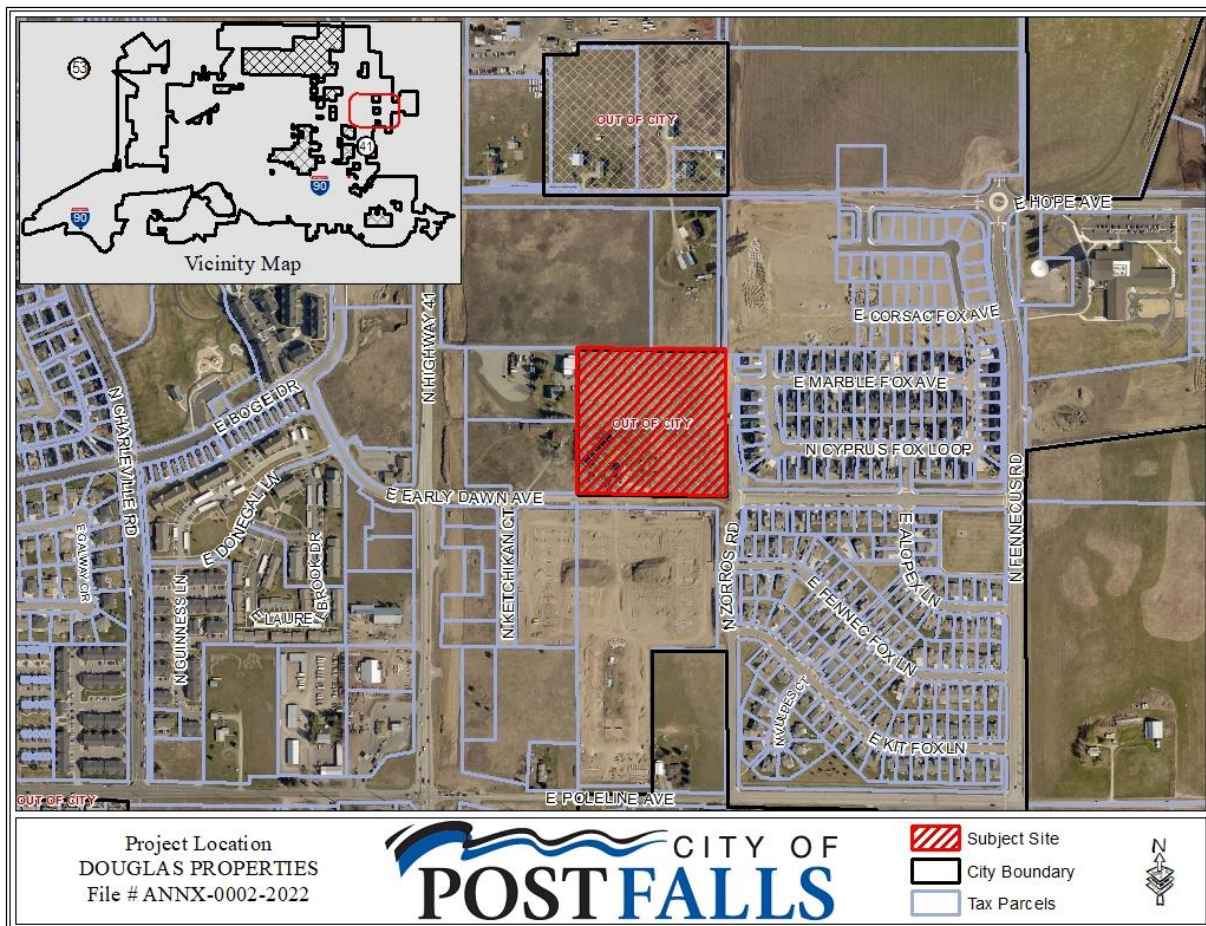 53
41
90
90
Vicinity Map
OUT OF CITY
E HOPE AVE
E CORSAC FOX AVE
E MARBLE FOX AVE
N CYPRUS FOX LOOP
OUT OF CITY
N HIGHWAY 41
E BOGE DR
N CHARLEVILLE RD
E DONEGAL LN
E EARLY DAWN AVE
N KETCHIKAN CT
N ZORROS RD
E ALOPEX LN
N FENNECUS RD
E GALWAY CIR
N GUINNESS LN
BROOK DR
E LAUREL
E FENNEC FOX LN
N VULPES CT
E KIT FOX LN
OUT OF CITY
E POLELINE AVE
Project Location
DOUGLAS PROPERTIES
File # ANNX-0002-2022
CITY OF
POST FALLS
Subject Site
City Boundary
Tax Parcels
N